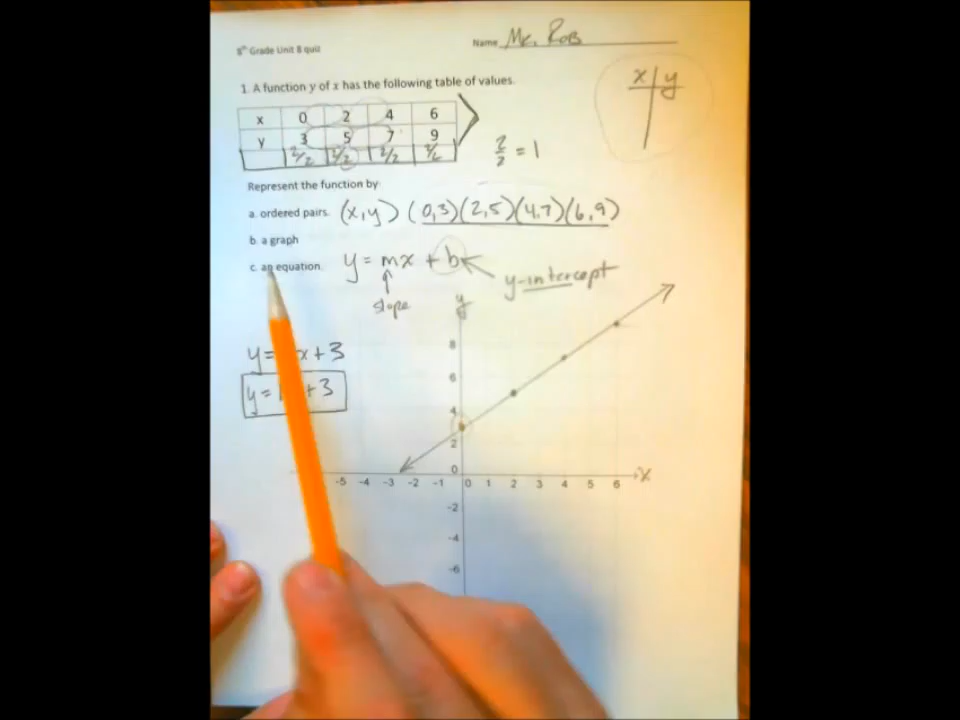 8th Grade Unit 8 quiz
Name Mr. Rob
x y
1. A function y of x has the following table of values.
x 0 2 4 6
y 3 5 7 9
2/2 2/2 2/2 2/2
2/2 = 1
Represent the function by
a. ordered pairs. (x,y) (0,3)(2,5)(4,7)(6,9)
b. a graph
c. an equation. y = mx + b
y-intercept
slope
y
y = x + 3
y = + 3
8
6
4
2
0
-5 -4 -3 -2 -1 0 1 2 3 4 5 6 x
-2
-4
-6